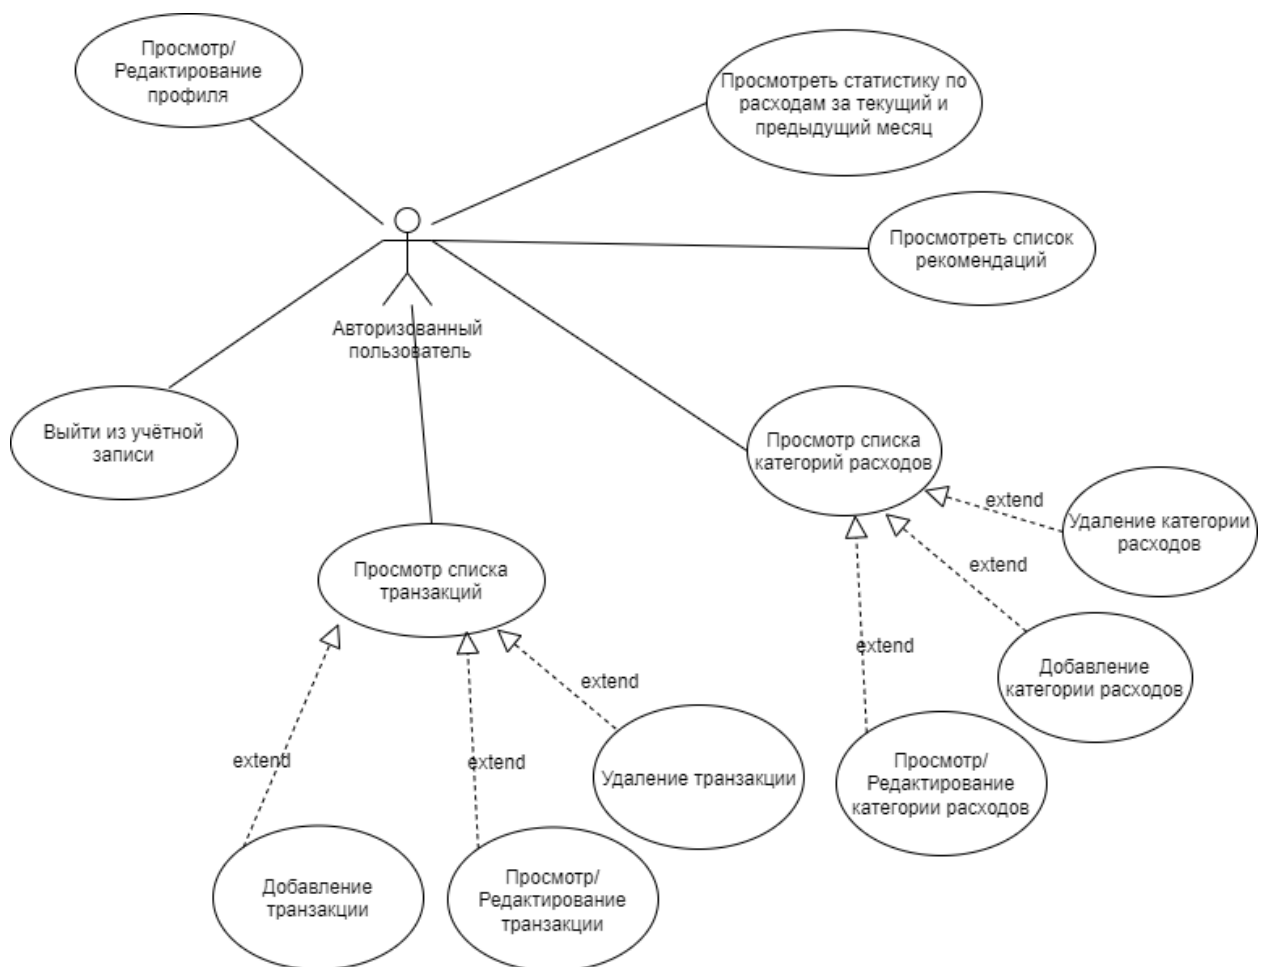 Просмотр/
Редактирование
профиля
Просмотреть статистику по
расходам за текущий и
предыдущий месяц
Просмотреть список
рекомендаций
Авторизованный
пользователь
Выйти из учётной
записи
Просмотр списка
категорий расходов
extend
Удаление категории
расходов
extend
Просмотр списка
транзакций
extend
Добавление
категории расходов
extend
Просмотр/
Редактирование
категории расходов
extend
extend
Удаление транзакции
Добавление
транзакции
Просмотр/
Редактирование
транзакции